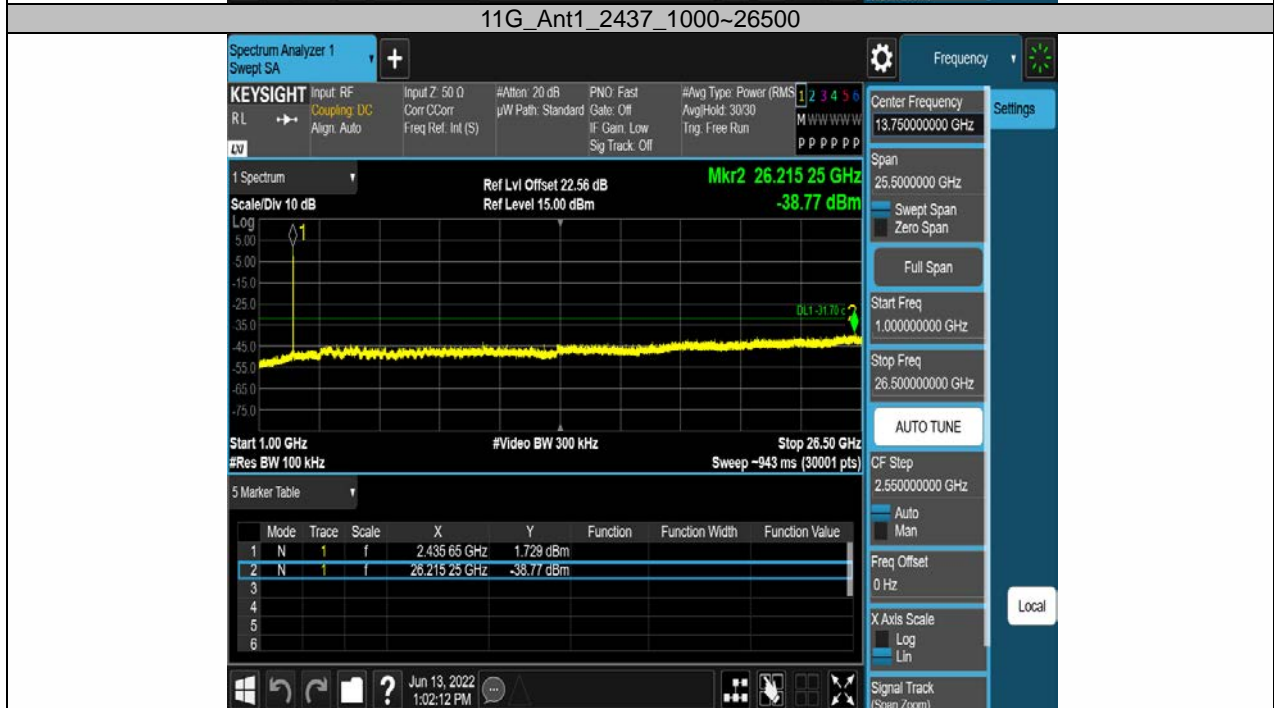 11G_Ant1_2437_1000~26500
Spectrum Analyzer 1
Swept SA
+
Frequency
KEYSIGHT
RL
LXI
Input: RF
Coupling: DC
Align: Auto
Input Z: 50 Ω
Corr CCorr
Freq Ref: Int (S)
#Atten: 20 dB
µW Path: Standard
PNO: Fast
Gate: Off
IF Gain: Low
Sig Track: Off
#Avg Type: Power (RMS
Avg|Hold: 30/30
Trig: Free Run
1 2 3 4 5 6
M W W W W W
P P P P P P
1 Spectrum
Scale/Div 10 dB
Ref Lvl Offset 22.56 dB
Ref Level 15.00 dBm
Mkr2 26.215 25 GHz
-38.77 dBm
Log
5.00
-5.00
-15.0
-25.0
-35.0
-45.0
-55.0
-65.0
-75.0
1
2
Start 1.00 GHz
#Res BW 100 kHz
#Video BW 300 kHz
Stop 26.50 GHz
Sweep ~943 ms (30001 pts)
5 Marker Table
Mode Trace Scale X Y Function Function Width Function Value
1 N 1 f 2.435 65 GHz 1.729 dBm
2 N 1 f 26.215 25 GHz -38.77 dBm
3
4
5
6
Jun 13, 2022
1:02:12 PM
Center Frequency
13.750000000 GHz
Settings
Span
25.5000000 GHz
Swept Span
Zero Span
Full Span
Start Freq
1.000000000 GHz
Stop Freq
26.500000000 GHz
AUTO TUNE
CF Step
2.550000000 GHz
Auto
Man
Freq Offset
0 Hz
X Axis Scale
Log
Lin
Local
Signal Track
(Span Zoom)